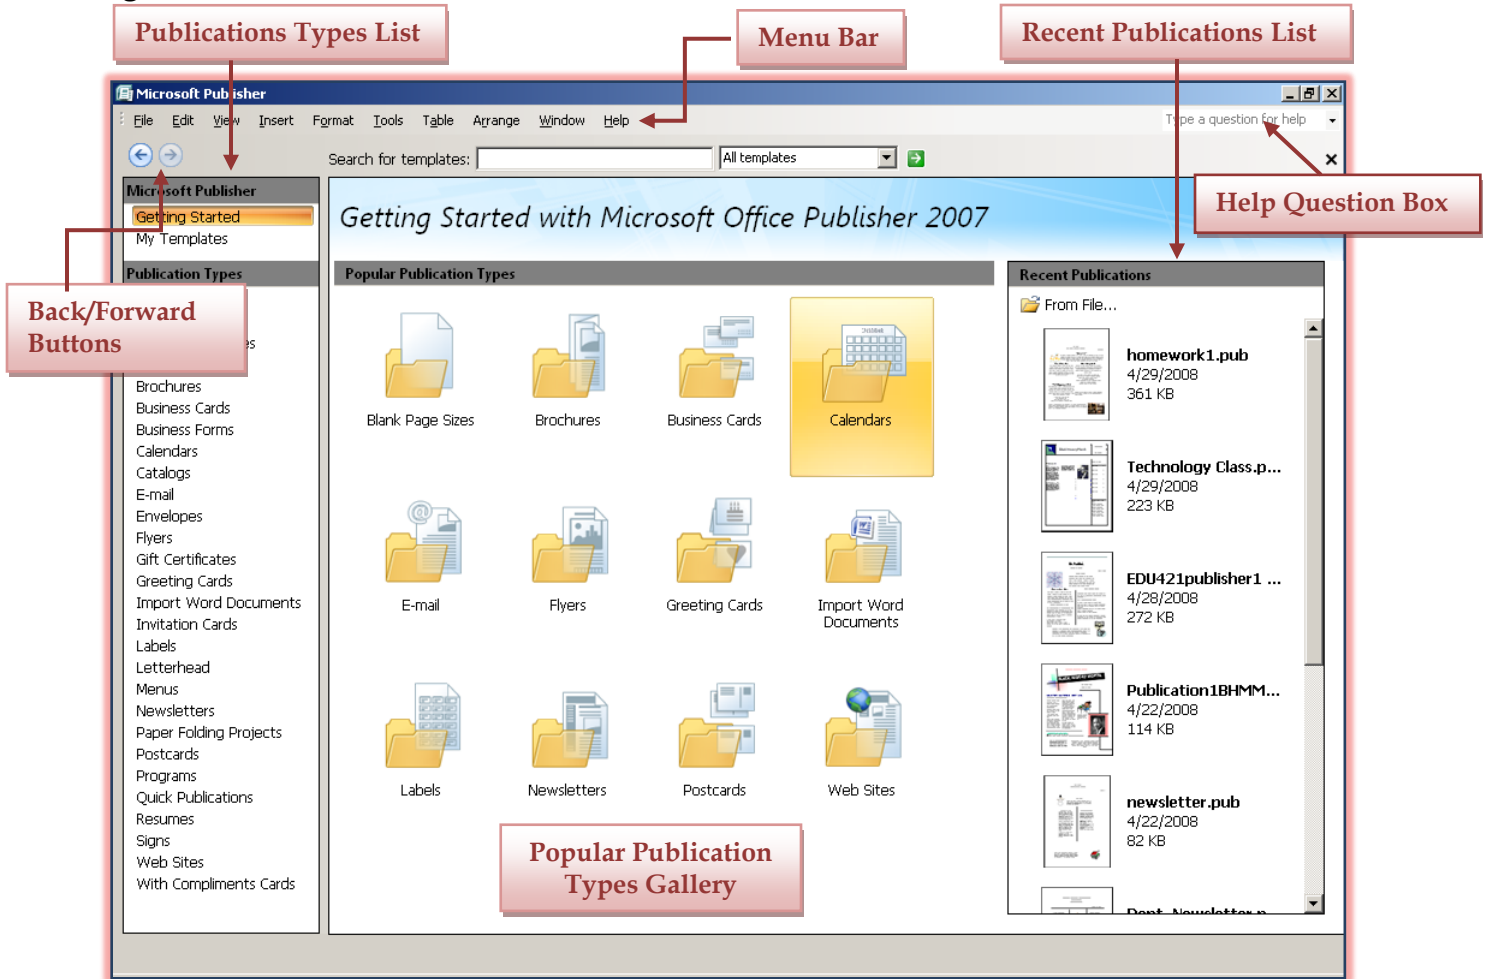 Publications Types List
Menu Bar
Recent Publications List
Microsoft Publisher
File Edit View Insert Format Tools Table Arrange Window Help
Type a question for help
Search for templates: All templates
Microsoft Publisher
Getting Started
My Templates
Getting Started with Microsoft Office Publisher 2007
Help Question Box
Publication Types
Back/Forward
Buttons
Brochures
Business Cards
Business Forms
Calendars
Catalogs
E-mail
Envelopes
Flyers
Gift Certificates
Greeting Cards
Import Word Documents
Invitation Cards
Labels
Letterhead
Menus
Newsletters
Paper Folding Projects
Postcards
Programs
Quick Publications
Resumes
Signs
Web Sites
With Compliments Cards
Popular Publication Types
Blank Page Sizes
Brochures
Business Cards
Calendars
E-mail
Flyers
Greeting Cards
Import Word
Documents
Labels
Newsletters
Postcards
Web Sites
Popular Publication
Types Gallery
Recent Publications
From File...
homework1.pub
4/29/2008
361 KB
Technology Class.p...
4/29/2008
223 KB
EDU421publisher1 ...
4/28/2008
272 KB
Publication1BHMM...
4/22/2008
114 KB
newsletter.pub
4/22/2008
82 KB